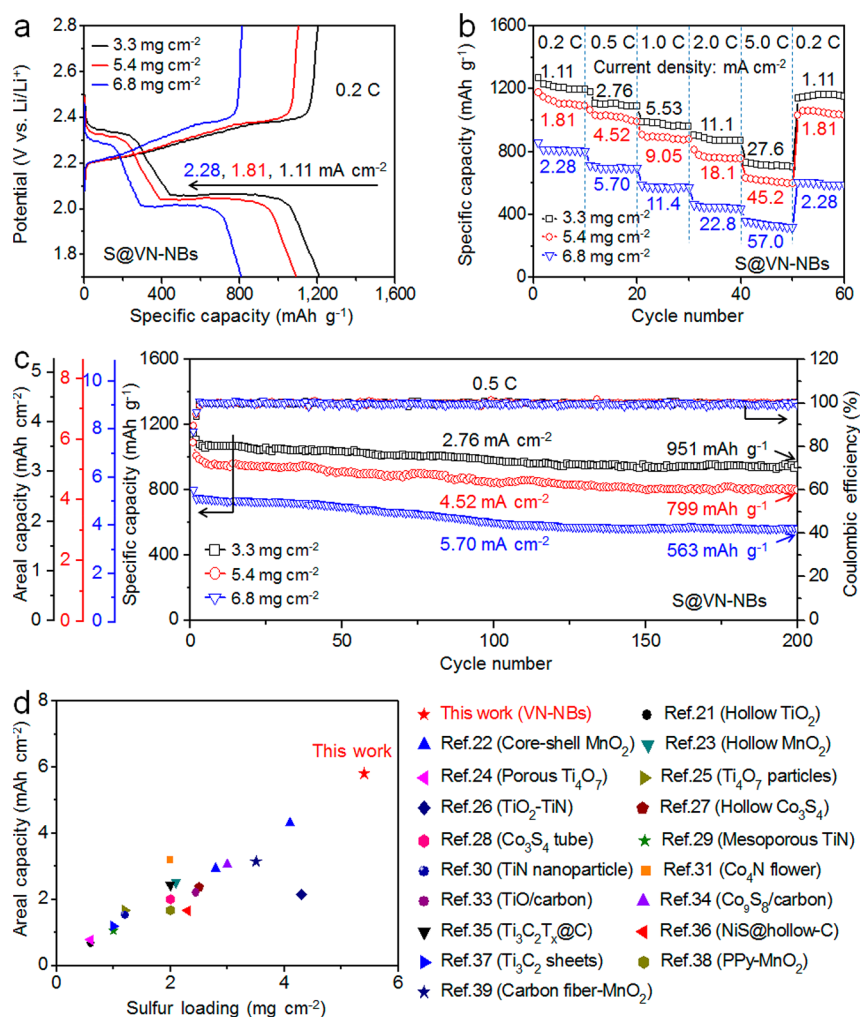 a
2.8
2.6
2.4
2.2
2.0
1.8
Potential (V vs. Li/Li⁺)
3.3 mg cm⁻²
5.4 mg cm⁻²
6.8 mg cm⁻²
0.2 C
2.28, 1.81, 1.11 mA cm⁻²
S@VN-NBs
0 400 800 1,200 1,600
Specific capacity (mAh g⁻¹)
b
1600
1200
800
400
0
Specific capacity (mAh g⁻¹)
0.2 C 0.5 C 1.0 C 2.0 C 5.0 C 0.2 C
Current density: mA cm⁻²
1.11 2.76 5.53 11.1 27.6 1.11
1.81 4.52 9.05 18.1 45.2 1.81
2.28 5.70 11.4 22.8 57.0 2.28
3.3 mg cm⁻²
5.4 mg cm⁻²
6.8 mg cm⁻²
S@VN-NBs
0 20 40 60
Cycle number
c
5
4
3
2
1
0
Areal capacity (mAh cm⁻²)
8
6
4
2
0
10
8
6
4
2
0
Specific capacity (mAh g⁻¹)
1600
1200
800
400
0
0.5 C
2.76 mA cm⁻²
951 mAh g⁻¹
4.52 mA cm⁻²
799 mAh g⁻¹
5.70 mA cm⁻²
563 mAh g⁻¹
3.3 mg cm⁻²
5.4 mg cm⁻²
6.8 mg cm⁻²
S@VN-NBs
120
100
80
60
40
20
0
Coulombic efficiency (%)
0 50 100 150 200
Cycle number
d
8
6
4
2
0
Areal capacity (mAh cm⁻²)
This work
0 2 4 6
Sulfur loading (mg cm⁻²)
This work (VN-NBs) Ref.21 (Hollow TiO₂)
Ref.22 (Core-shell MnO₂) Ref.23 (Hollow MnO₂)
Ref.24 (Porous Ti₄O₇) Ref.25 (Ti₄O₇ particles)
Ref.26 (TiO₂-TiN) Ref.27 (Hollow Co₃S₄)
Ref.28 (Co₃S₄ tube) Ref.29 (Mesoporous TiN)
Ref.30 (TiN nanoparticle) Ref.31 (Co₄N flower)
Ref.33 (TiO/carbon) Ref.34 (Co₉S₈/carbon)
Ref.35 (Ti₃C₂Tₓ@C) Ref.36 (NiS@hollow-C)
Ref.37 (Ti₃C₂ sheets) Ref.38 (PPy-MnO₂)
Ref.39 (Carbon fiber-MnO₂)